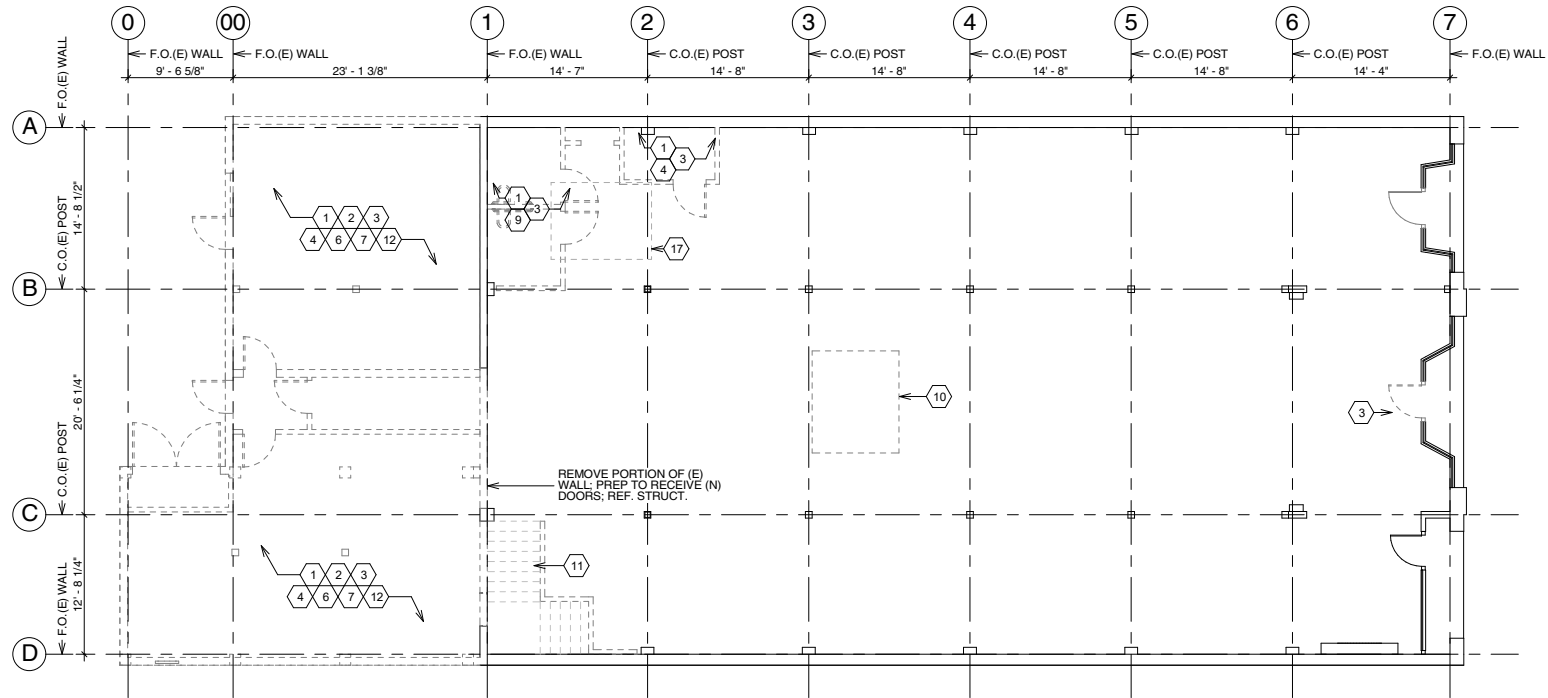 0 00 1 2 3 4 5 6 7
F.O.(E) WALL F.O.(E) WALL F.O.(E) WALL C.O.(E) POST C.O.(E) POST C.O.(E) POST C.O.(E) POST C.O.(E) POST F.O.(E) WALL
9' - 6 5/8" 23' - 1 3/8" 14' - 7" 14' - 8" 14' - 8" 14' - 8" 14' - 8" 14' - 4"
F.O.(E) WALL
A
14' - 8 1/2"
C.O.(E) POST
B
20' - 6 1/4"
C.O.(E) POST
C
12' - 8 1/4"
F.O.(E) WALL
D
1 2 3
4 6 7 12
1
3
9
1
3
4
17
10
3
REMOVE PORTION OF (E)
WALL; PREP TO RECEIVE (N)
DOORS; REF. STRUCT.
11
1 2 3
4 6 7 12